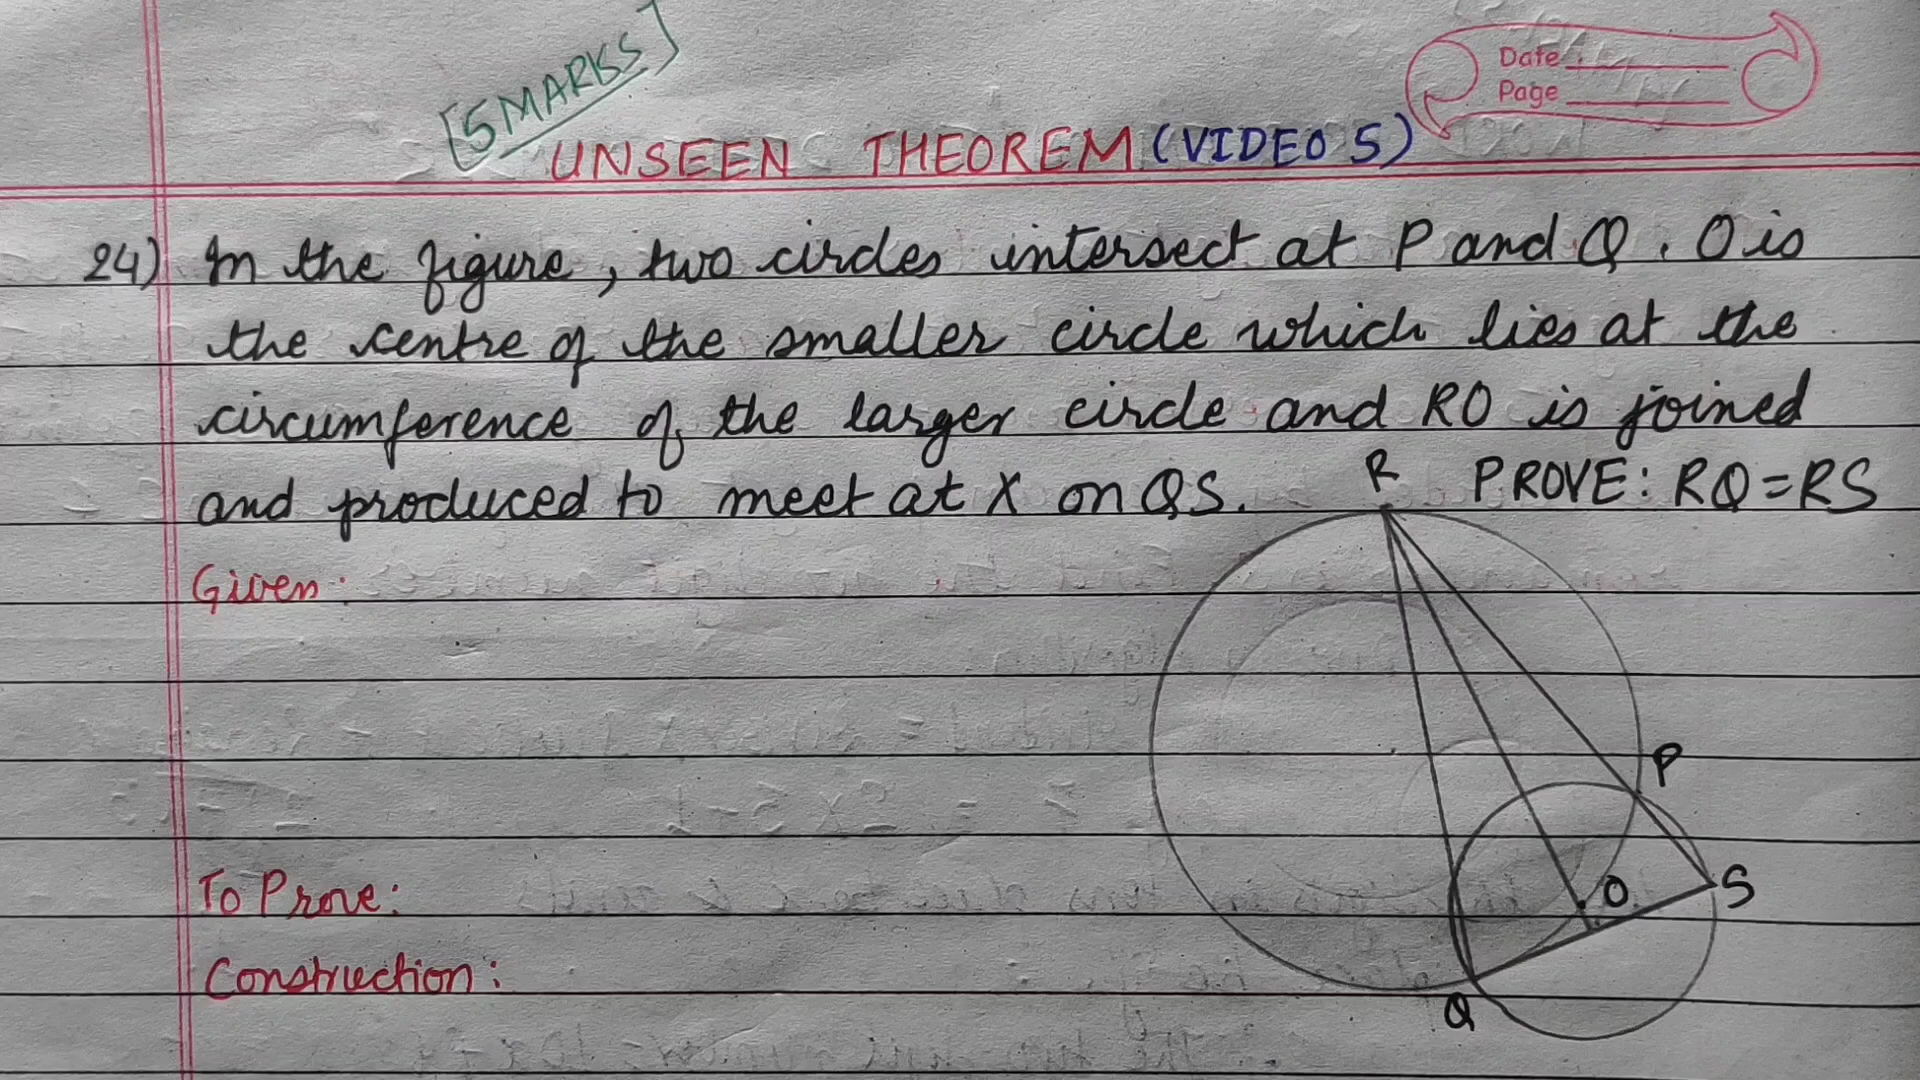 [5MARKS]
Date
Page
UNSEEN THEOREM (VIDEO 5)
24) In the figure, two circles intersect at P and Q. O is
the centre of the smaller circle which lies at the
circumference of the larger circle and RO is joined
and produced to meet at X on QS. PROVE: RQ=RS
R
Given:
P
To Prove:
O
S
Construction:
Q